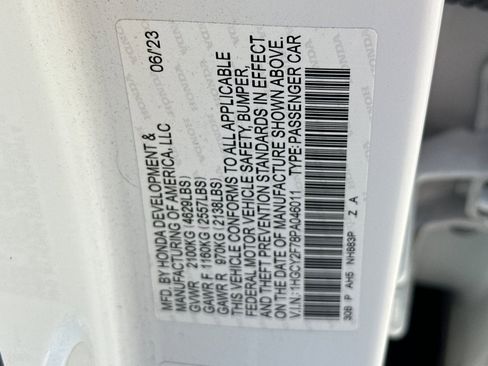 MFD. BY HONDA DEVELOPMENT & 06/23
MANUFACTURING OF AMERICA, LLC
GVWR 2100KG (4629LBS)
GAWR F 1160KG (2557LBS)
GAWR R 970KG (2138LBS)
THIS VEHICLE CONFORMS TO ALL APPLICABLE
FEDERAL MOTOR VEHICLE SAFETY, BUMPER,
AND THEFT PREVENTION STANDARDS IN EFFECT
ON THE DATE OF MANUFACTURE SHOWN ABOVE.
V.I.N.: 1HGCY2F78PA046011 TYPE: PASSENGER CAR
30B P AH5 NH883P Z A